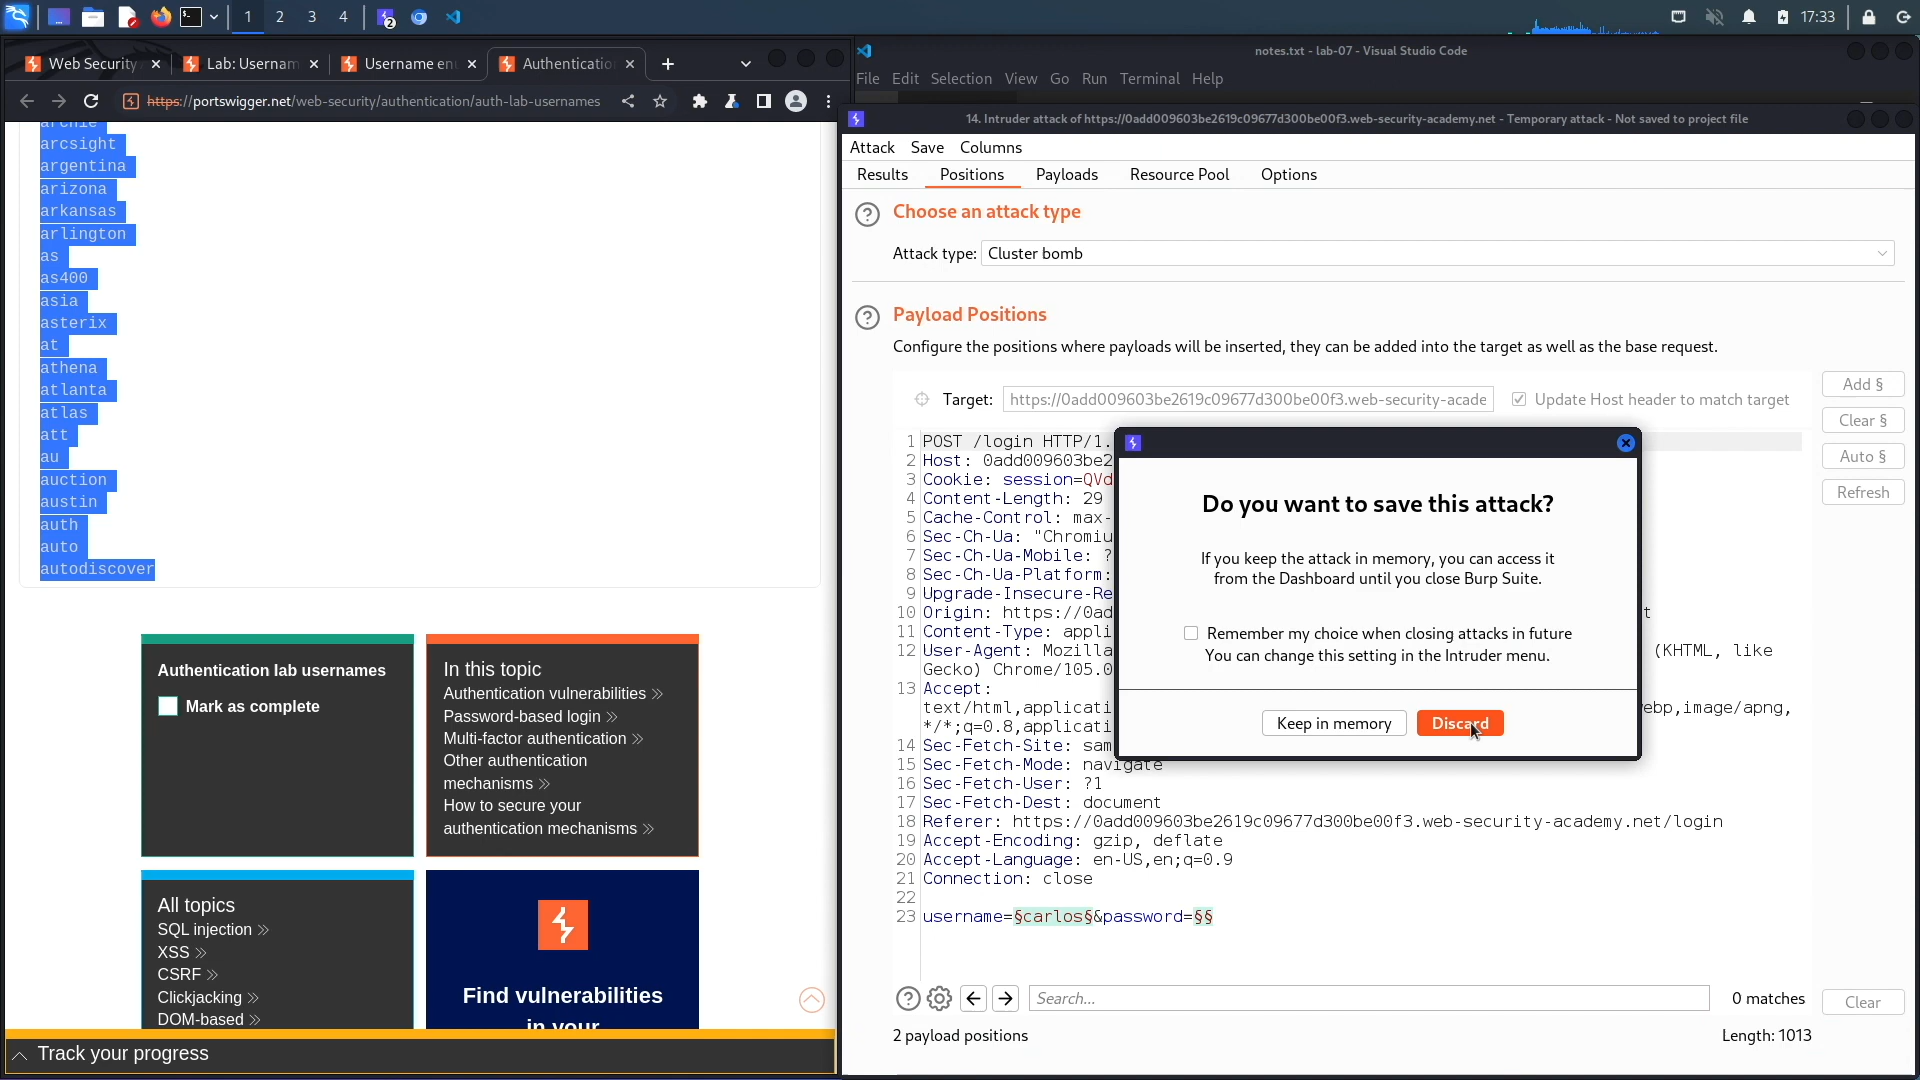 1
2
3
4
2
17:33
Web Security
Lab: Usernam
Username enu
Authenticatio
https://portswigger.net/web-security/authentication/auth-lab-usernames
archie
arcsight
argentina
arizona
arkansas
arlington
as
as400
asia
asterix
at
athena
atlanta
atlas
att
au
auction
austin
auth
auto
autodiscover
Authentication lab usernames
Mark as complete
In this topic
Authentication vulnerabilities
Password-based login
Multi-factor authentication
Other authentication
mechanisms
How to secure your
authentication mechanisms
All topics
SQL injection
XSS
CSRF
Clickjacking
DOM-based
Find vulnerabilities
in your
Track your progress
notes.txt - lab-07 - Visual Studio Code
File Edit Selection View Go Run Terminal Help
14. Intruder attack of https://0add009603be2619c09677d300be00f3.web-security-academy.net - Temporary attack - Not saved to project file
Attack Save Columns
Results Positions Payloads Resource Pool Options
Choose an attack type
Attack type: Cluster bomb
Payload Positions
Configure the positions where payloads will be inserted, they can be added into the target as well as the base request.
Target: https://0add009603be2619c09677d300be00f3.web-security-acade
Update Host header to match target
Add §
Clear §
Auto §
Refresh
1 POST /login HTTP/1.
2 Host: 0add009603be2
3 Cookie: session=QVd
4 Content-Length: 29
5 Cache-Control: max-
6 Sec-Ch-Ua: "Chromiu
7 Sec-Ch-Ua-Mobile: ?
8 Sec-Ch-Ua-Platform:
9 Upgrade-Insecure-Re
10 Origin: https://0ad t
11 Content-Type: appli
12 User-Agent: Mozilla (KHTML, like
Gecko) Chrome/105.0
13 Accept:
text/html,applicati ebp,image/apng,
*/*;q=0.8,applicati
14 Sec-Fetch-Site: sam
15 Sec-Fetch-Mode: navigate
16 Sec-Fetch-User: ?1
17 Sec-Fetch-Dest: document
18 Referer: https://0add009603be2619c09677d300be00f3.web-security-academy.net/login
19 Accept-Encoding: gzip, deflate
20 Accept-Language: en-US,en;q=0.9
21 Connection: close
22
23 username=§carlos§&password=§§
Do you want to save this attack?
If you keep the attack in memory, you can access it
from the Dashboard until you close Burp Suite.
Remember my choice when closing attacks in future
You can change this setting in the Intruder menu.
Keep in memory
Discard
Search...
0 matches
Clear
2 payload positions
Length: 1013